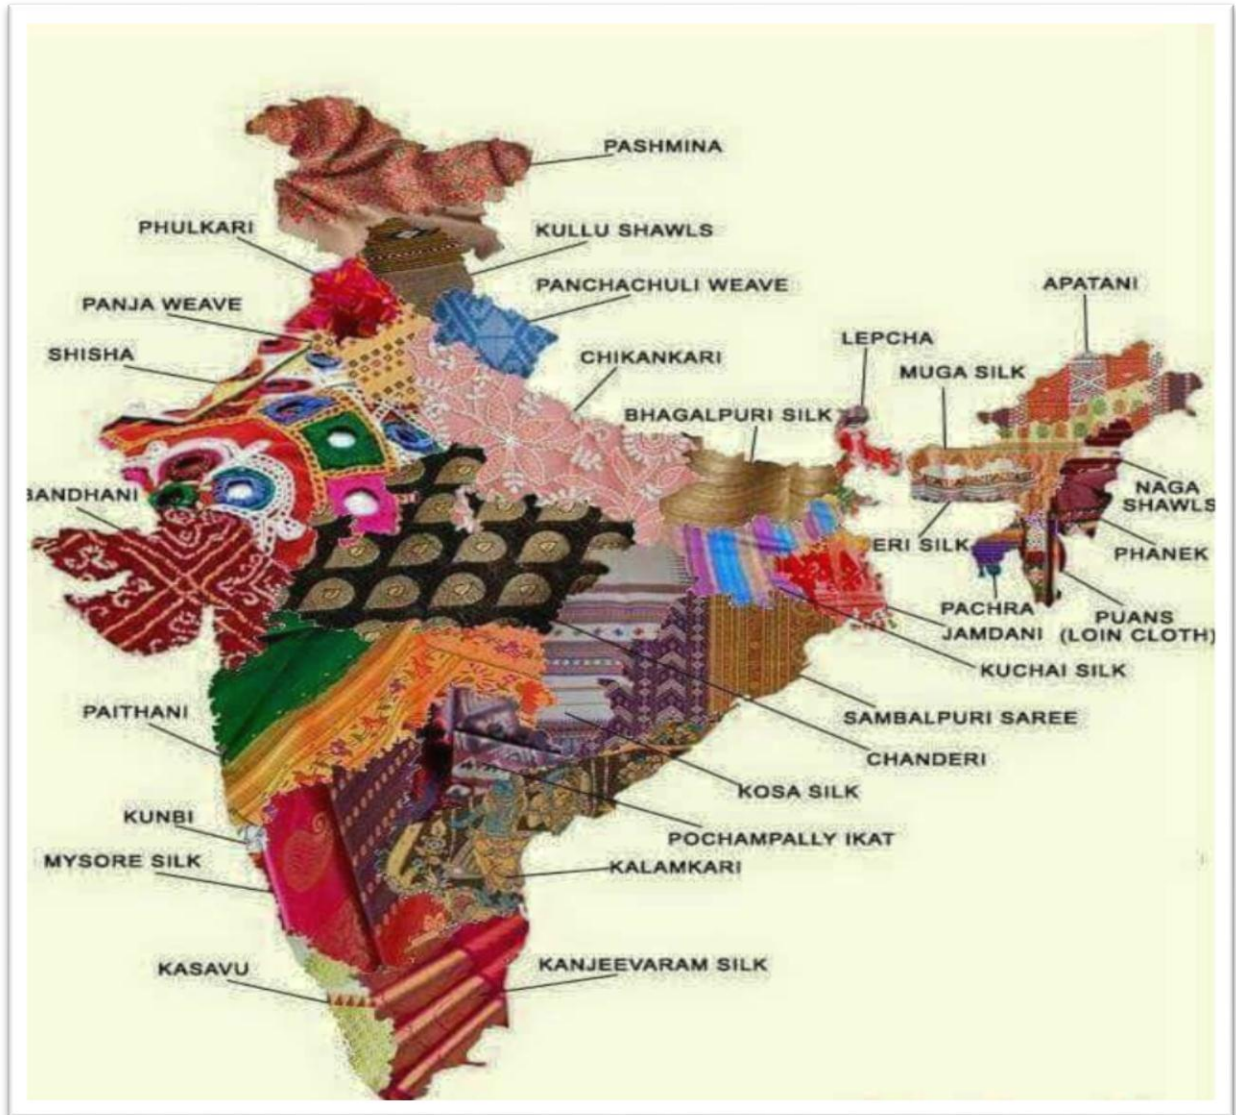 PASHMINA
PHULKARI
KULLU SHAWLS
PANCHACHULI WEAVE
APATANI
PANJA WEAVE
LEPCHA
SHISHA
CHIKANKARI
MUGA SILK
BHAGALPURI SILK
BANDHANI
NAGA
SHAWLS
ERI SILK
PHANEK
PACHRA
PUANS
JAMDANI
(LOIN CLOTH)
KUCHAI SILK
PAITHANI
SAMBALPURI SAREE
CHANDERI
KOSA SILK
KUNBI
POCHAMPALLY IKAT
MYSORE SILK
KALAMKARI
KASAVU
KANJEEVARAM SILK